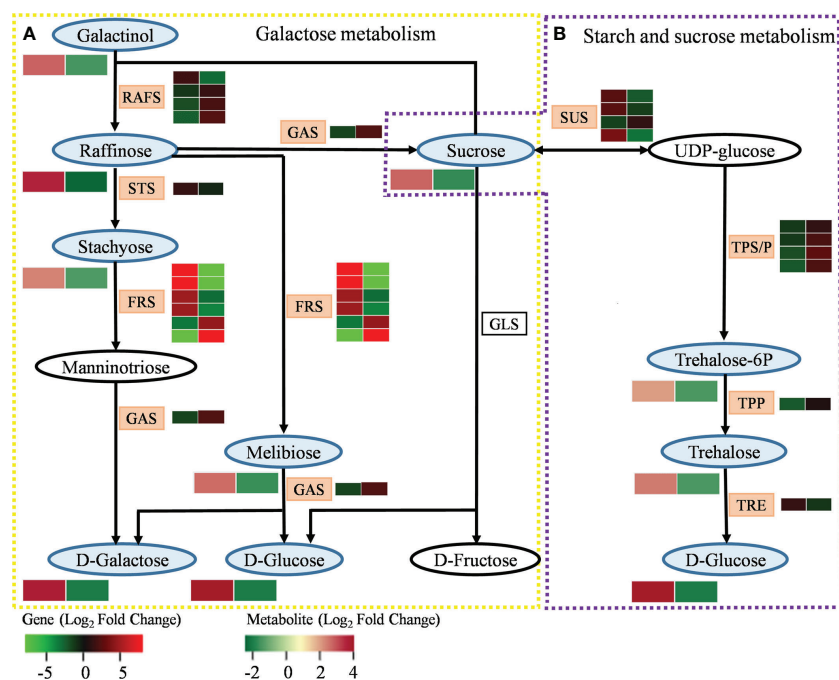 A
Galactose metabolism
B
Starch and sucrose metabolism
Galactinol
RAFS
GAS
SUS
Raffinose
Sucrose
UDP-glucose
STS
Stachyose
TPS/P
FRS
FRS
GLS
Manninotriose
Trehalose-6P
GAS
TPP
Melibiose
Trehalose
GAS
TRE
D-Galactose
D-Glucose
D-Fructose
D-Glucose
Gene (Log2 Fold Change)
-5 0 5
Metabolite (Log2 Fold Change)
-2 0 2 4